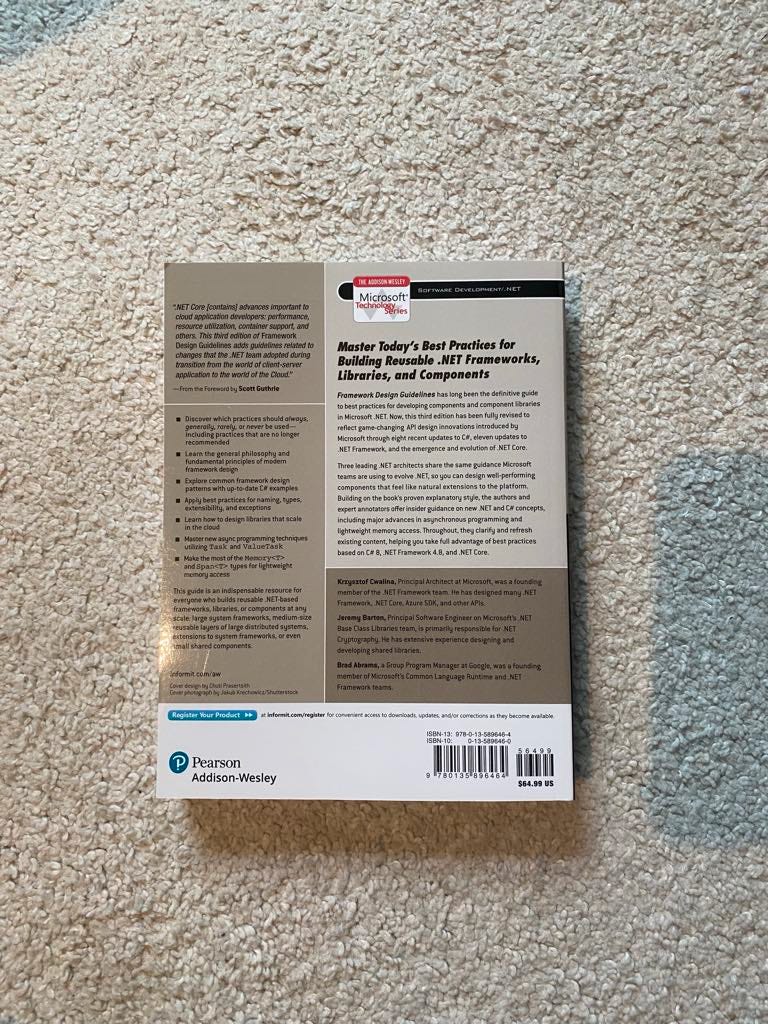 ".NET Core [contains] advances important to
cloud application developers: performance,
resource utilization, container support, and
others. This third edition of Framework
Design Guidelines adds guidelines related to
changes that the .NET team adopted during
transition from the world of client-server
application to the world of the Cloud."
—From the Foreword by Scott Guthrie
■ Discover which practices should always,
generally, rarely, or never be used—
including practices that are no longer
recommended
■ Learn the general philosophy and
fundamental principles of modern
framework design
■ Explore common framework design
patterns with up-to-date C# examples
■ Apply best practices for naming, types,
extensibility, and exceptions
■ Learn how to design libraries that scale
in the cloud
■ Master new async programming techniques
utilizing Task and ValueTask
■ Make the most of the Memory<T>
and Span<T> types for lightweight
memory access
This guide is an indispensable resource for
everyone who builds reusable .NET-based
frameworks, libraries, or components at any
scale: large system frameworks, medium-size
reusable layers of large distributed systems,
extensions to system frameworks, or even
small shared components.
informit.com/aw
Cover design by Chuti Prasertsith
Cover photograph by Jakub Krechowicz/Shutterstock
THE ADDISON WESLEY
Microsoft®
Technology
Series
SOFTWARE DEVELOPMENT/.NET
Master Today's Best Practices for
Building Reusable .NET Frameworks,
Libraries, and Components
Framework Design Guidelines has long been the definitive guide
to best practices for developing components and component libraries
in Microsoft .NET. Now, this third edition has been fully revised to
reflect game-changing API design innovations introduced by
Microsoft through eight recent updates to C#, eleven updates to
.NET Framework, and the emergence and evolution of .NET Core.
Three leading .NET architects share the same guidance Microsoft
teams are using to evolve .NET, so you can design well-performing
components that feel like natural extensions to the platform.
Building on the book's proven explanatory style, the authors and
expert annotators offer insider guidance on new .NET and C# concepts,
including major advances in asynchronous programming and
lightweight memory access. Throughout, they clarify and refresh
existing content, helping you take full advantage of best practices
based on C# 8, .NET Framework 4.8, and .NET Core.
Krzysztof Cwalina, Principal Architect at Microsoft, was a founding
member of the .NET Framework team. He has designed many .NET
Framework, .NET Core, Azure SDK, and other APIs.
Jeremy Barton, Principal Software Engineer on Microsoft's .NET
Base Class Libraries team, is primarily responsible for .NET
Cryptography. He has extensive experience designing and
developing shared libraries.
Brad Abrams, a Group Program Manager at Google, was a founding
member of Microsoft's Common Language Runtime and .NET
Framework teams.
Register Your Product ►► at informit.com/register for convenient access to downloads, updates, and/or corrections as they become available.
P Pearson
Addison-Wesley
ISBN-13: 978-0-13-589646-4
ISBN-10: 0-13-589646-0
5 6 4 9 9
9 780135 896464
$64.99 US